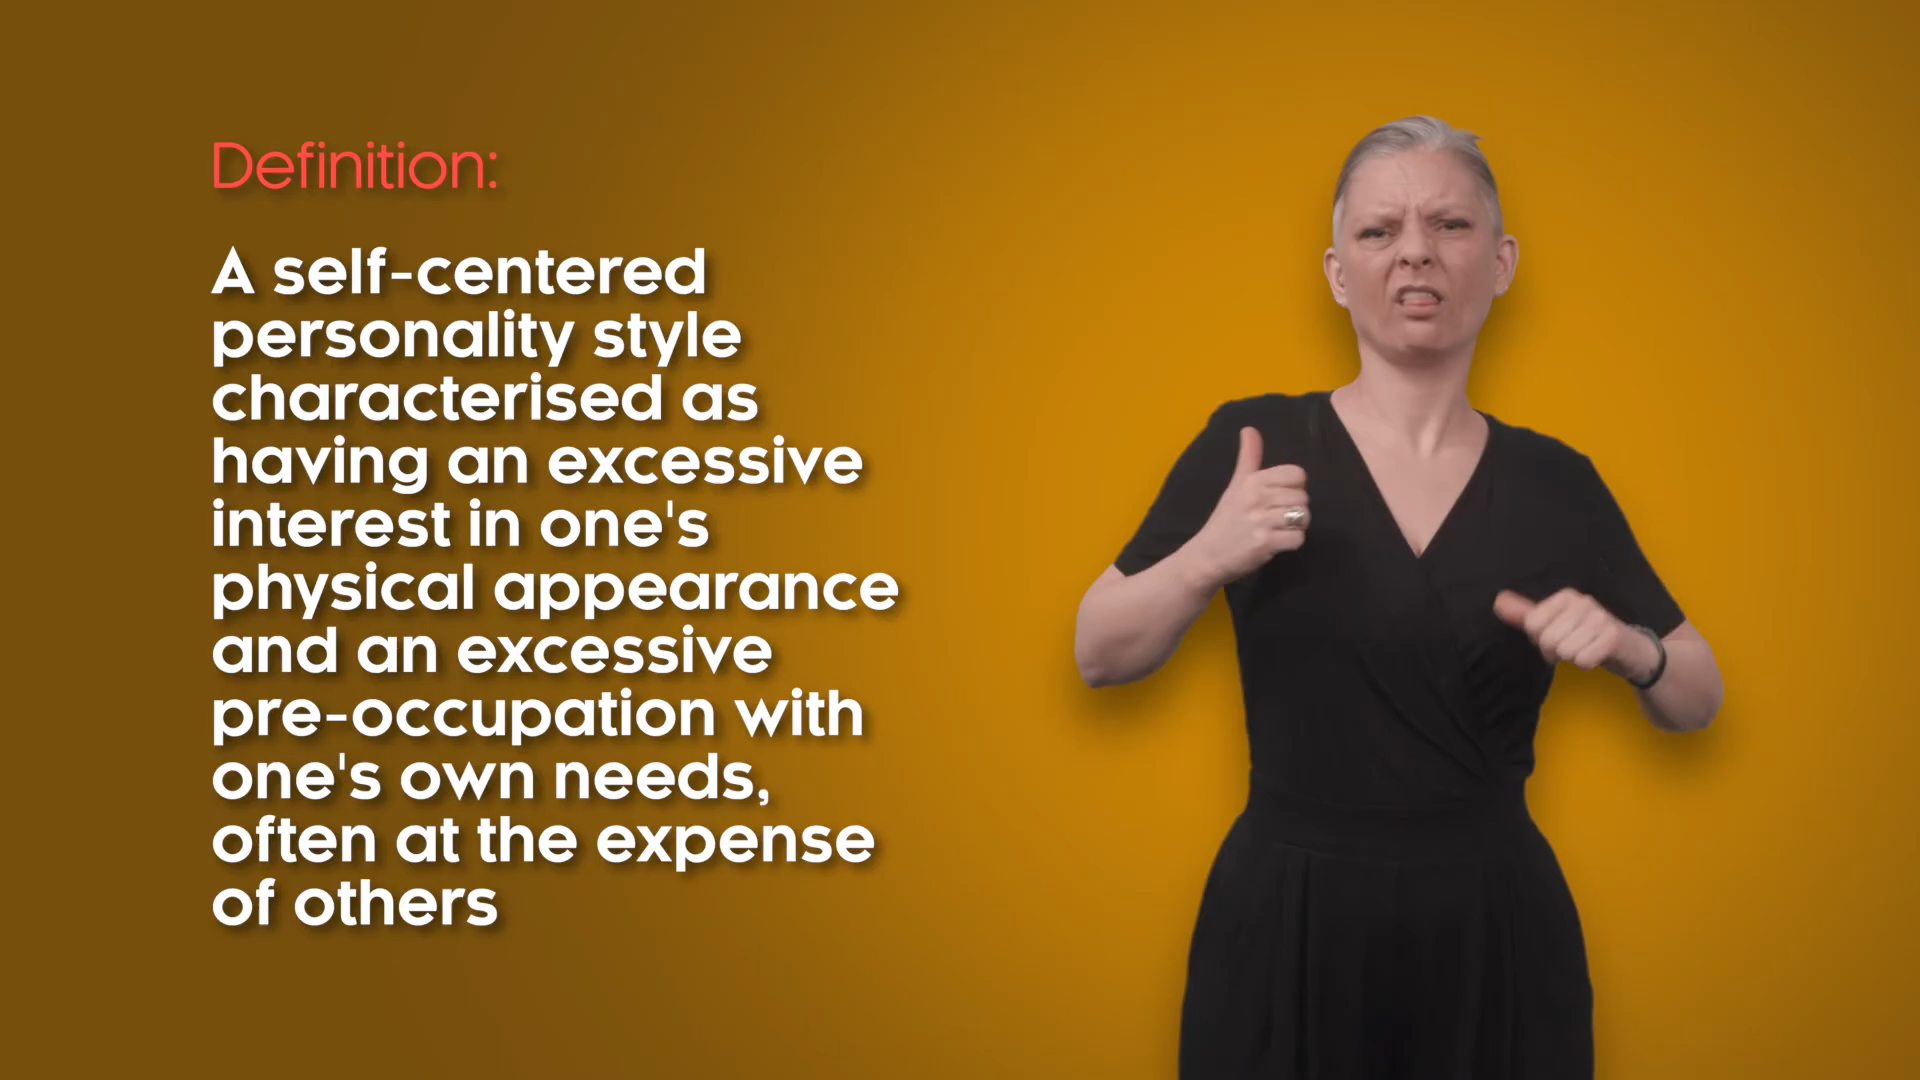 Definition:
A self-centered
personality style
characterised as
having an excessive
interest in one's
physical appearance
and an excessive
pre-occupation with
one's own needs,
often at the expense
of others